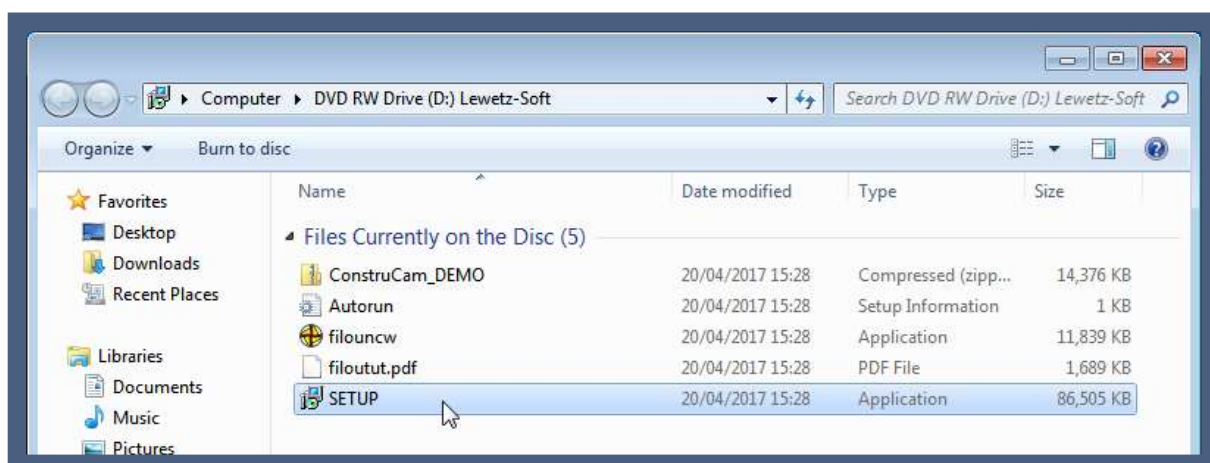 Computer DVD RW Drive (D:) Lewetz-Soft Search DVD RW Drive (D:) Lewetz-Soft
Organize Burn to disc
Name Date modified Type Size
Favorites
Desktop
Downloads
Recent Places
Libraries
Documents
Music
Pictures
Files Currently on the Disc (5)
ConstruCam_DEMO 20/04/2017 15:28 Compressed (zipp... 14,376 KB
Autorun 20/04/2017 15:28 Setup Information 1 KB
filouncw 20/04/2017 15:28 Application 11,839 KB
filoutut.pdf 20/04/2017 15:28 PDF File 1,689 KB
SETUP 20/04/2017 15:28 Application 86,505 KB